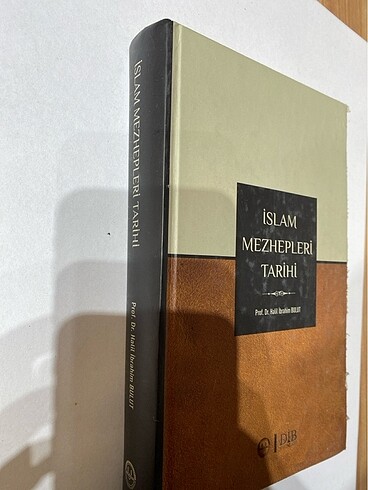 İSLAM MEZHEPLERİ TARİHİ
Prof. Dr. Halil İbrahim BULUT
İSLAM
MEZHEPLERİ
TARİHİ
Prof. Dr. Halil İbrahim BULUT
DİB